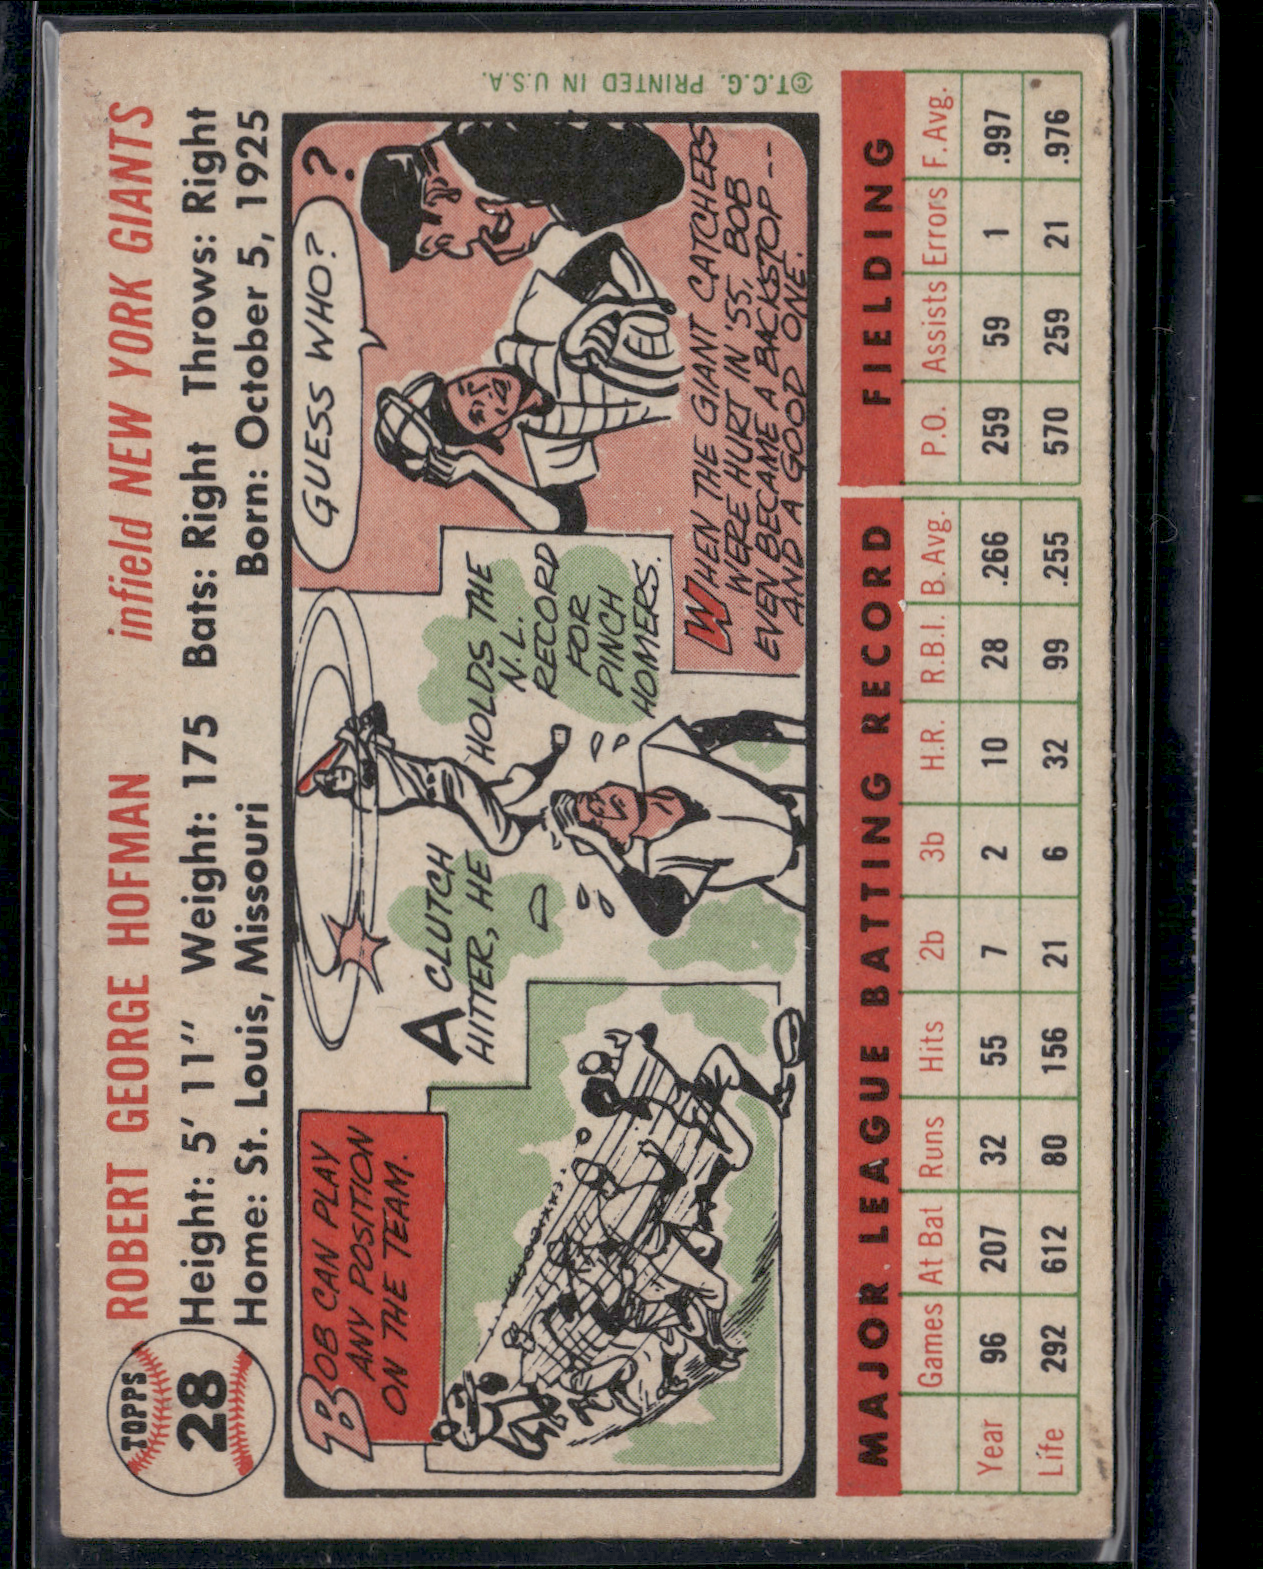 TOPPS
28
ROBERT GEORGE HOFMAN infield NEW YORK GIANTS
Height: 5' 11" Weight: 175 Bats: Right Throws: Right
Home: St. Louis, Missouri Born: October 5, 1925
BOB CAN PLAY
ANY POSITION
ON THE TEAM.
A CLUTCH
HITTER, HE
HOLDS THE
N.L.
RECORD
FOR
PINCH
HOMERS.
GUESS WHO?
?
WHEN THE GIANT CATCHERS
WERE HURT IN '55, BOB
EVEN BECAME A BACKSTOP--
AND A GOOD ONE.
©T.C.G. PRINTED IN U.S.A.
MAJOR LEAGUE BATTING RECORD FIELDING
Games At Bat Runs Hits 2b 3b H.R. R.B.I. B. Avg. P.O. Assists Errors F. Avg.
Year 96 207 32 55 7 2 10 28 .266 259 59 1 .997
Life 292 612 80 156 21 6 32 99 .255 570 259 21 .976